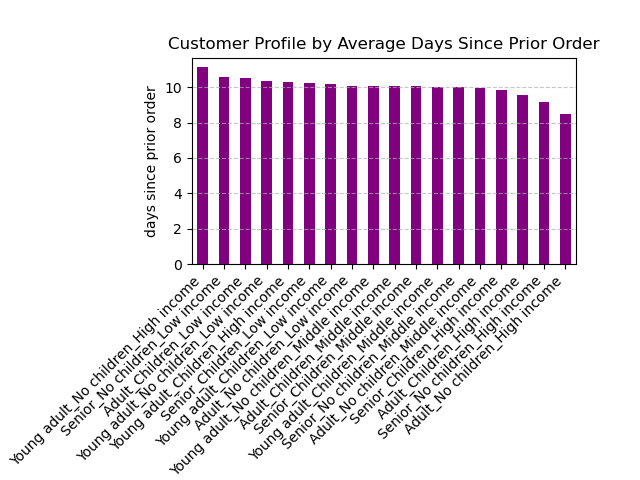 Customer Profile by Average Days Since Prior Order
days since prior order
10
8
6
4
2
0
Young adult_No children_High income
Senior_No children_Low income
Adult_Children_Low income
Young adult_No children_Low income
Young adult_Children_High income
Senior_Children_Low income
Young adult_Children_Low income
Adult_No children_Low income
Young adult_No children_Middle income
Adult_Children_Middle income
Senior_Children_Middle income
Young adult_Children_Middle income
Senior_No children_Middle income
Adult_No children_Middle income
Senior_Children_High income
Adult_Children_High income
Senior_No children_High income
Adult_No children_High income